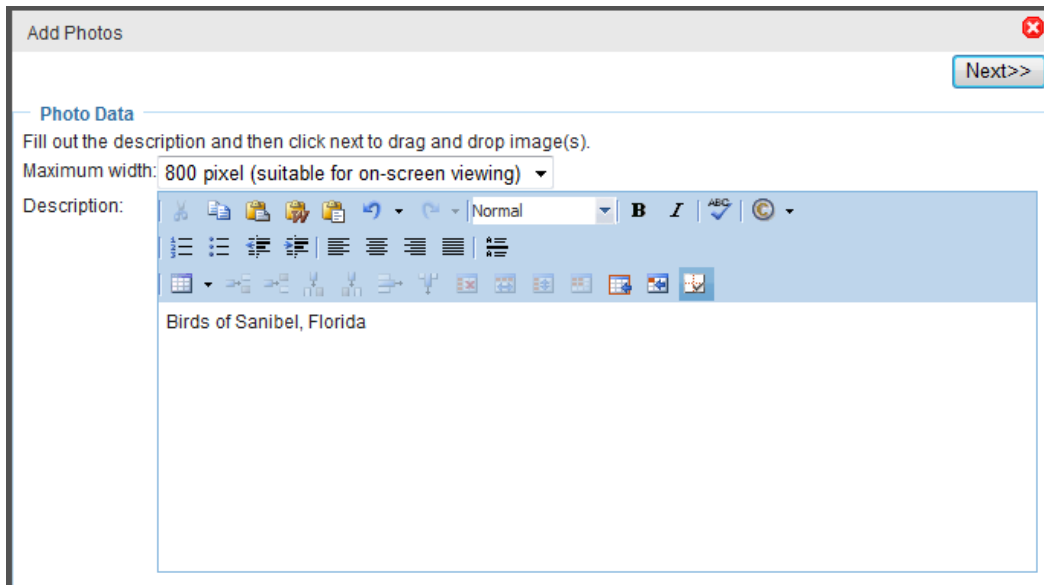 Add Photos
Next>>
Photo Data
Fill out the description and then click next to drag and drop image(s).
Maximum width: 800 pixel (suitable for on-screen viewing)
Description:
Normal B I ABC ©
Birds of Sanibel, Florida